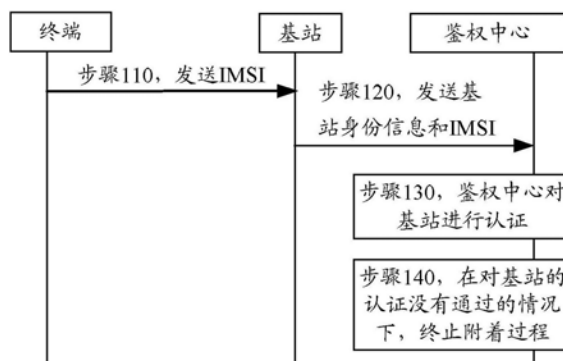 终端
基站
鉴权中心
步骤110，发送IMSI
步骤120，发送基
站身份信息和IMSI
步骤130，鉴权中心对
基站进行认证
步骤140，在对基站的
认证没有通过的情况
下，终止附着过程